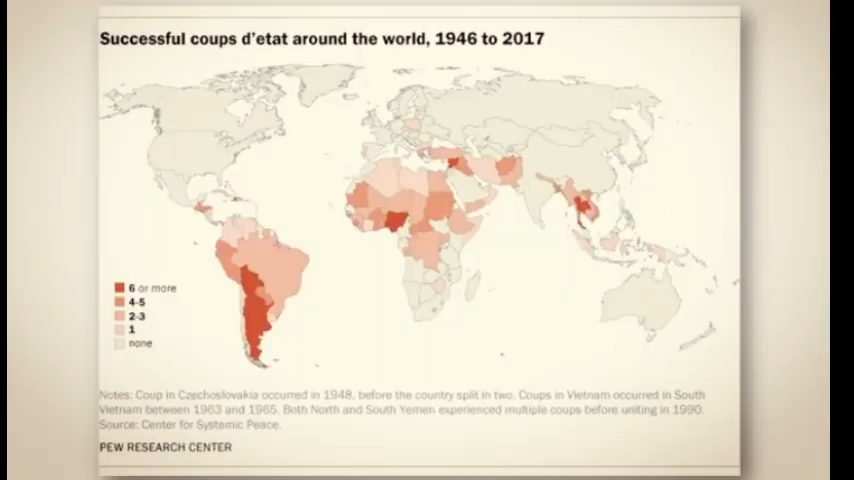 Successful coups d'etat around the world, 1946 to 2017
6 or more
4-5
2-3
1
none
Notes: Coup in Czechoslovakia occurred in 1948, before the country split in two. Coups in Vietnam occurred in South
Vietnam between 1963 and 1965. Both North and South Yemen experienced multiple coups before uniting in 1990.
Source: Center for Systemic Peace.
PEW RESEARCH CENTER